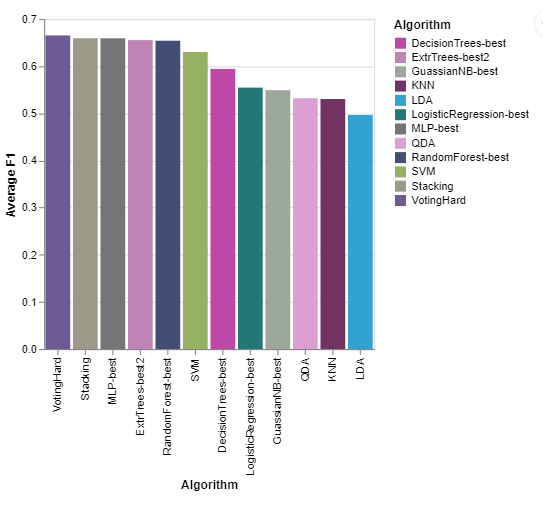 0.7
0.6
0.5
0.4
0.3
0.2
0.1
0.0
Average F1
VotingHard
Stacking
MLP-best
ExtrTrees-best2
RandomForest-best
SVM
DecisionTrees-best
LogisticRegression-best
GuassianNB-best
QDA
KNN
LDA
Algorithm
Algorithm
DecisionTrees-best
ExtrTrees-best2
GuassianNB-best
KNN
LDA
LogisticRegression-best
MLP-best
QDA
RandomForest-best
SVM
Stacking
VotingHard